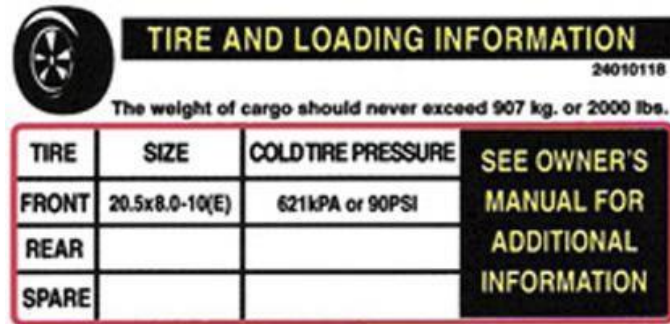 TIRE AND LOADING INFORMATION
24010118
The weight of cargo should never exceed 907 kg. or 2000 lbs.
TIRE SIZE COLD TIRE PRESSURE
FRONT 20.5x8.0-10(E) 621kPA or 90PSI
REAR
SPARE
SEE OWNER'S
MANUAL FOR
ADDITIONAL
INFORMATION